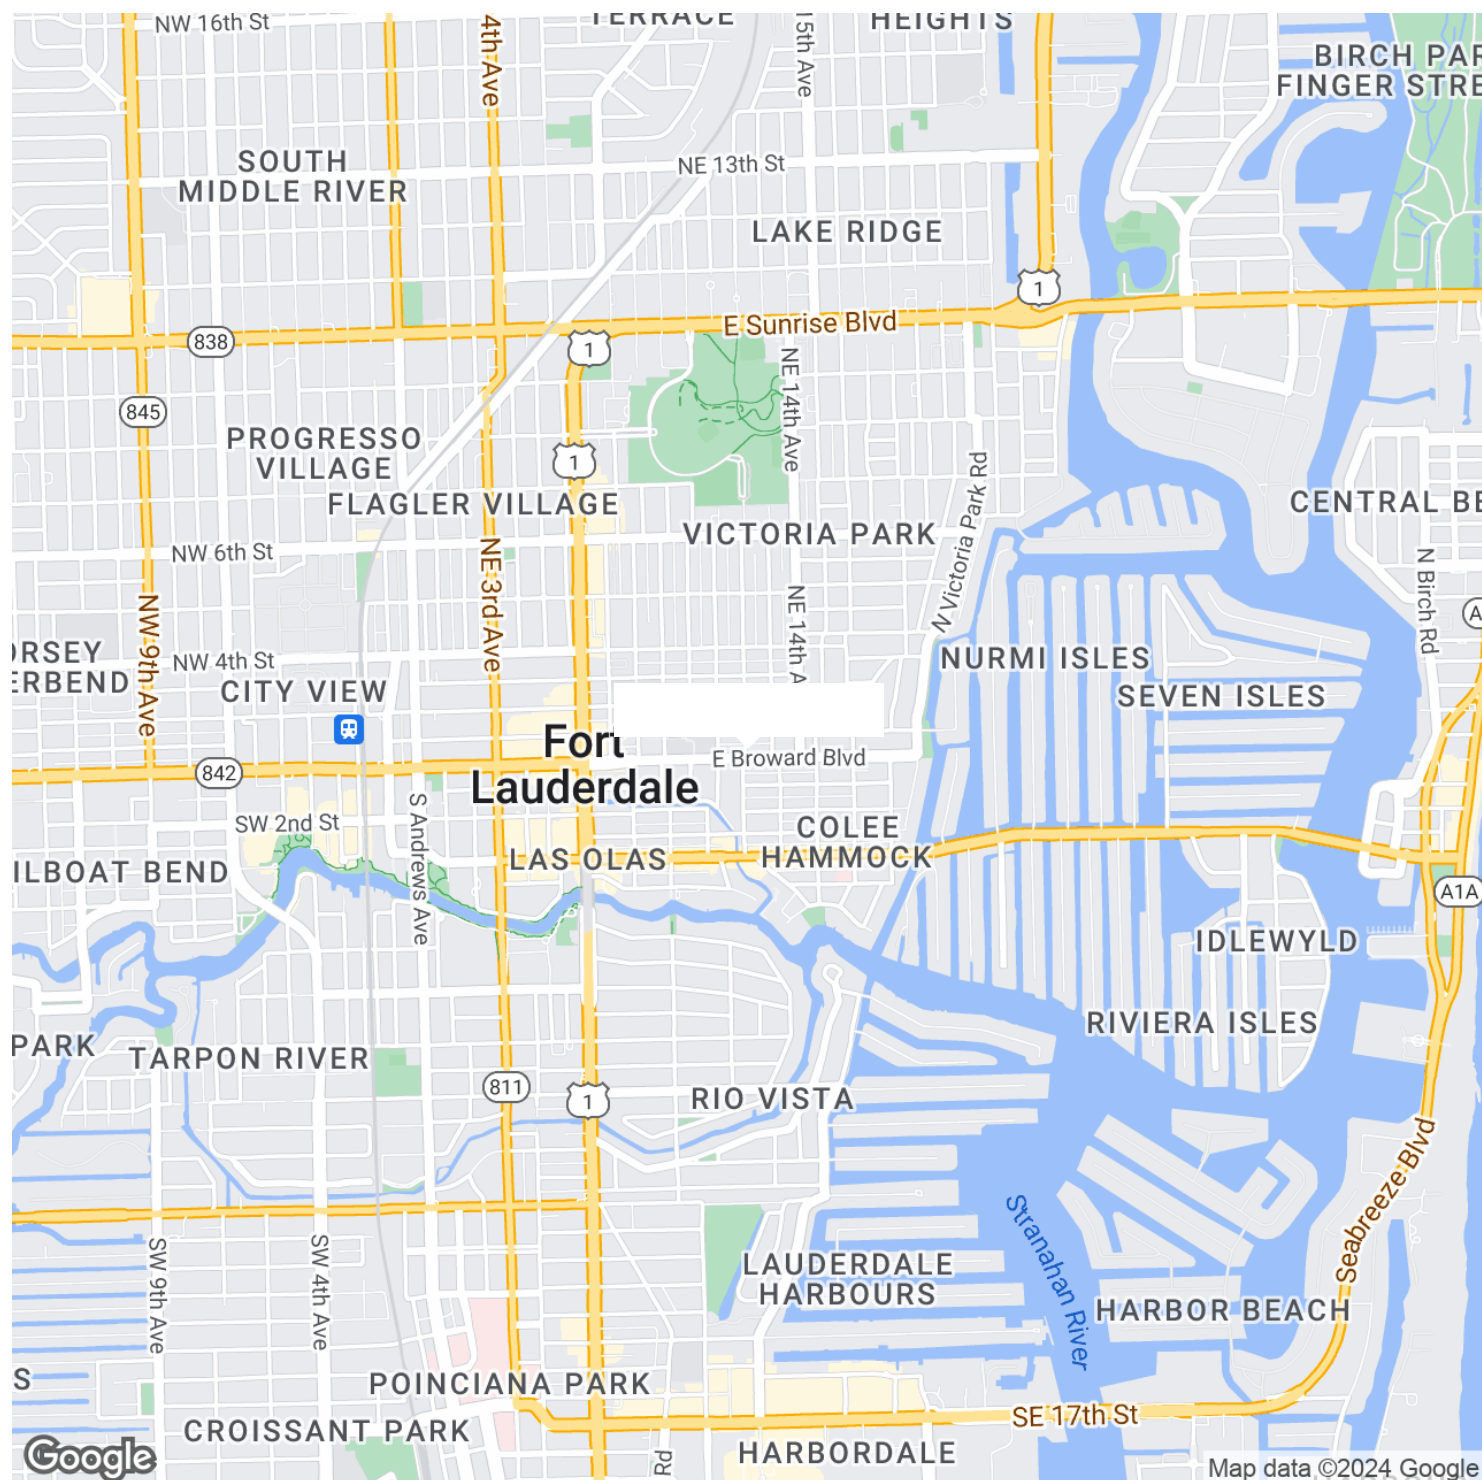 TERRACE
HEIGHTS
NW 16th St
4th Ave
15th Ave
BIRCH PAR
FINGER STRE
SOUTH
MIDDLE RIVER
NE 13th St
LAKE RIDGE
1
838
E Sunrise Blvd
1
845
NE 14th Ave
PROGRESSO
VILLAGE
1
FLAGLER VILLAGE
N Victoria Park Rd
CENTRAL BE
VICTORIA PARK
NW 6th St
NE 3rd Ave
N Birch Rd
NW 9th Ave
NE 14th A
A
ORSEY
ERBEND
NW 4th St
CITY VIEW
NURMI ISLES
SEVEN ISLES
Fort
Lauderdale
E Broward Blvd
842
SW 2nd St
S Andrews Ave
COLEE
HAMMOCK
LAS OLAS
ILBOAT BEND
A1A
IDLEWYLD
RIVIERA ISLES
PARK
TARPON RIVER
811
1
RIO VISTA
Seabreeze Blvd
Stranahan River
SW 9th Ave
SW 4th Ave
LAUDERDALE
HARBOURS
HARBOR BEACH
S
POINCIANA PARK
SE 17th St
CROISSANT PARK
HARBORDALE
Rd
Google
Map data ©2024 Google